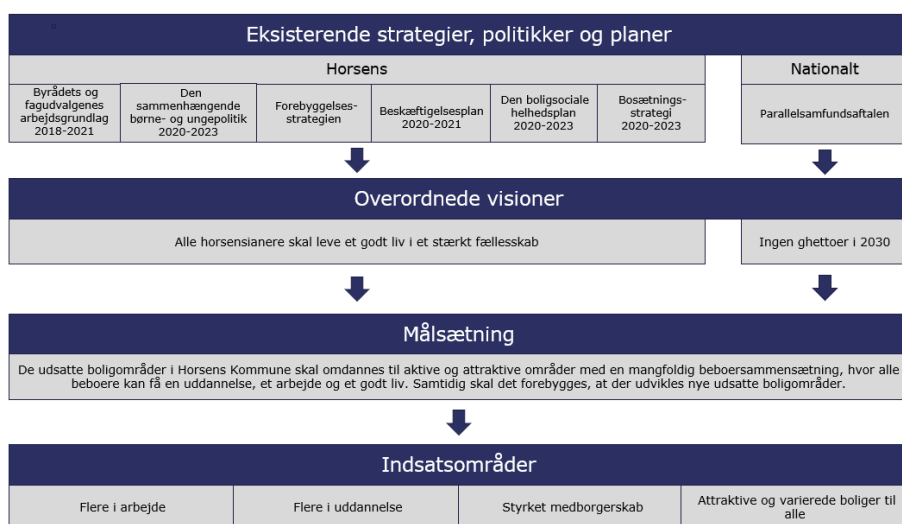 Eksisterende strategier, politikker og planer
Horsens
Nationalt
Byrådets og
fagudvalgenes
arbejdsgrundlag
2018-2021
Den
sammenhængende
børne- og ungepolitik
2020-2023
Forebyggelses-
strategien
Beskæftigelsesplan
2020-2021
Den boligsociale
helhedsplan
2020-2023
Bosætnings-
strategi
2020-2023
Parallelsamfundsaftalen
Overordnede visioner
Alle horsensianere skal leve et godt liv i et stærkt fællesskab
Ingen ghettoer i 2030
Målsætning
De udsatte boligområder i Horsens Kommune skal omdannes til aktive og attraktive områder med en mangfoldig beboersammensætning, hvor alle
beboere kan få en uddannelse, et arbejde og et godt liv. Samtidig skal det forebygges, at der udvikles nye udsatte boligområder.
Indsatsområder
Flere i arbejde
Flere i uddannelse
Styrket medborgerskab
Attraktive og varierede boliger til
alle